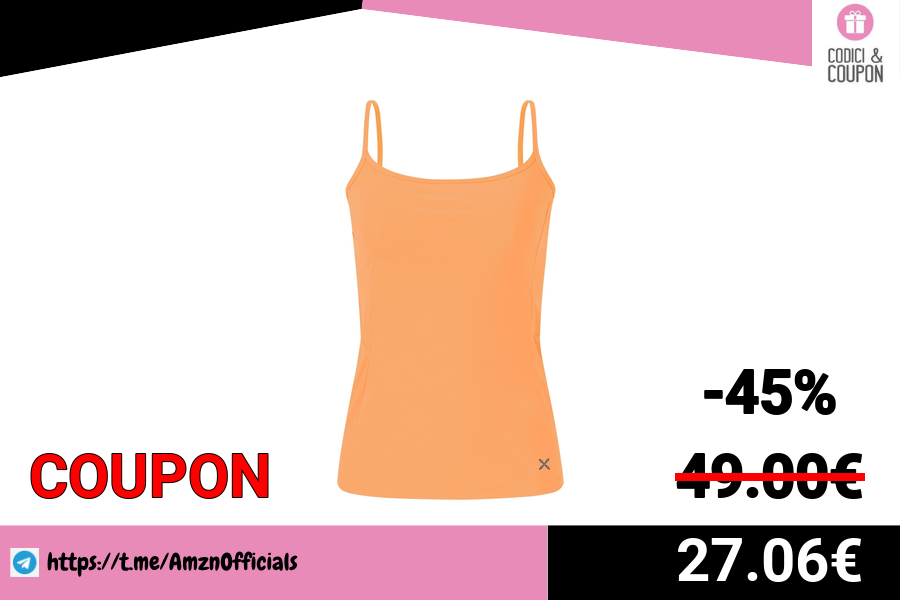 CODICI &
COUPON
-45%
49.00€
COUPON
27.06€
https://t.me/AmznOfficials